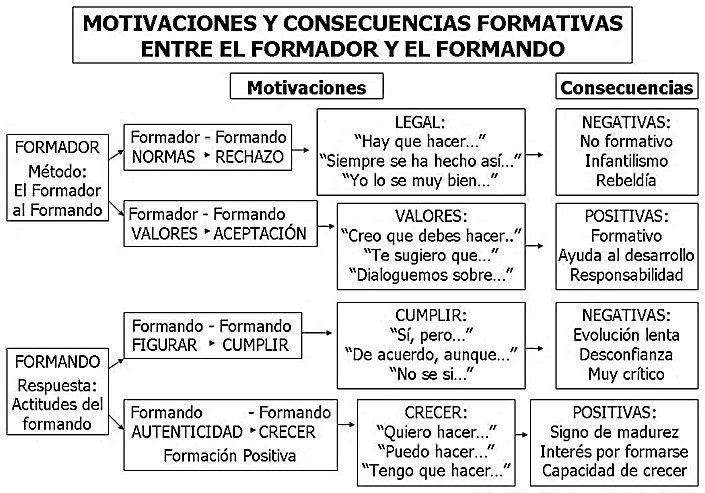 MOTIVACIONES Y CONSECUENCIAS FORMATIVAS
ENTRE EL FORMADOR Y EL FORMANDO
Motivaciones
Consecuencias
FORMADOR
Método:
El Formador
al Formando
Formador - Formando
NORMAS ‣ RECHAZO
LEGAL:
“Hay que hacer...”
“Siempre se ha hecho así...”
“Yo lo se muy bien...”
NEGATIVAS:
No formativo
Infantilismo
Rebeldía
Formador - Formando
VALORES ‣ ACEPTACIÓN
VALORES:
“Creo que debes hacer..”
“Te sugiero que...”
“Dialoguemos sobre...”
POSITIVAS:
Formativo
Ayuda al desarrollo
Responsabilidad
FORMANDO
Respuesta:
Actitudes del
formando
Formando - Formando
FIGURAR ‣ CUMPLIR
CUMPLIR:
“Sí, pero...”
“De acuerdo, aunque...”
“No se si...”
NEGATIVAS:
Evolución lenta
Desconfianza
Muy crítico
Formando - Formando
AUTENTICIDAD ‣ CRECER
Formación Positiva
CRECER:
“Quiero hacer...”
“Puedo hacer...”
“Tengo que hacer...”
POSITIVAS:
Signo de madurez
Interés por formarse
Capacidad de crecer